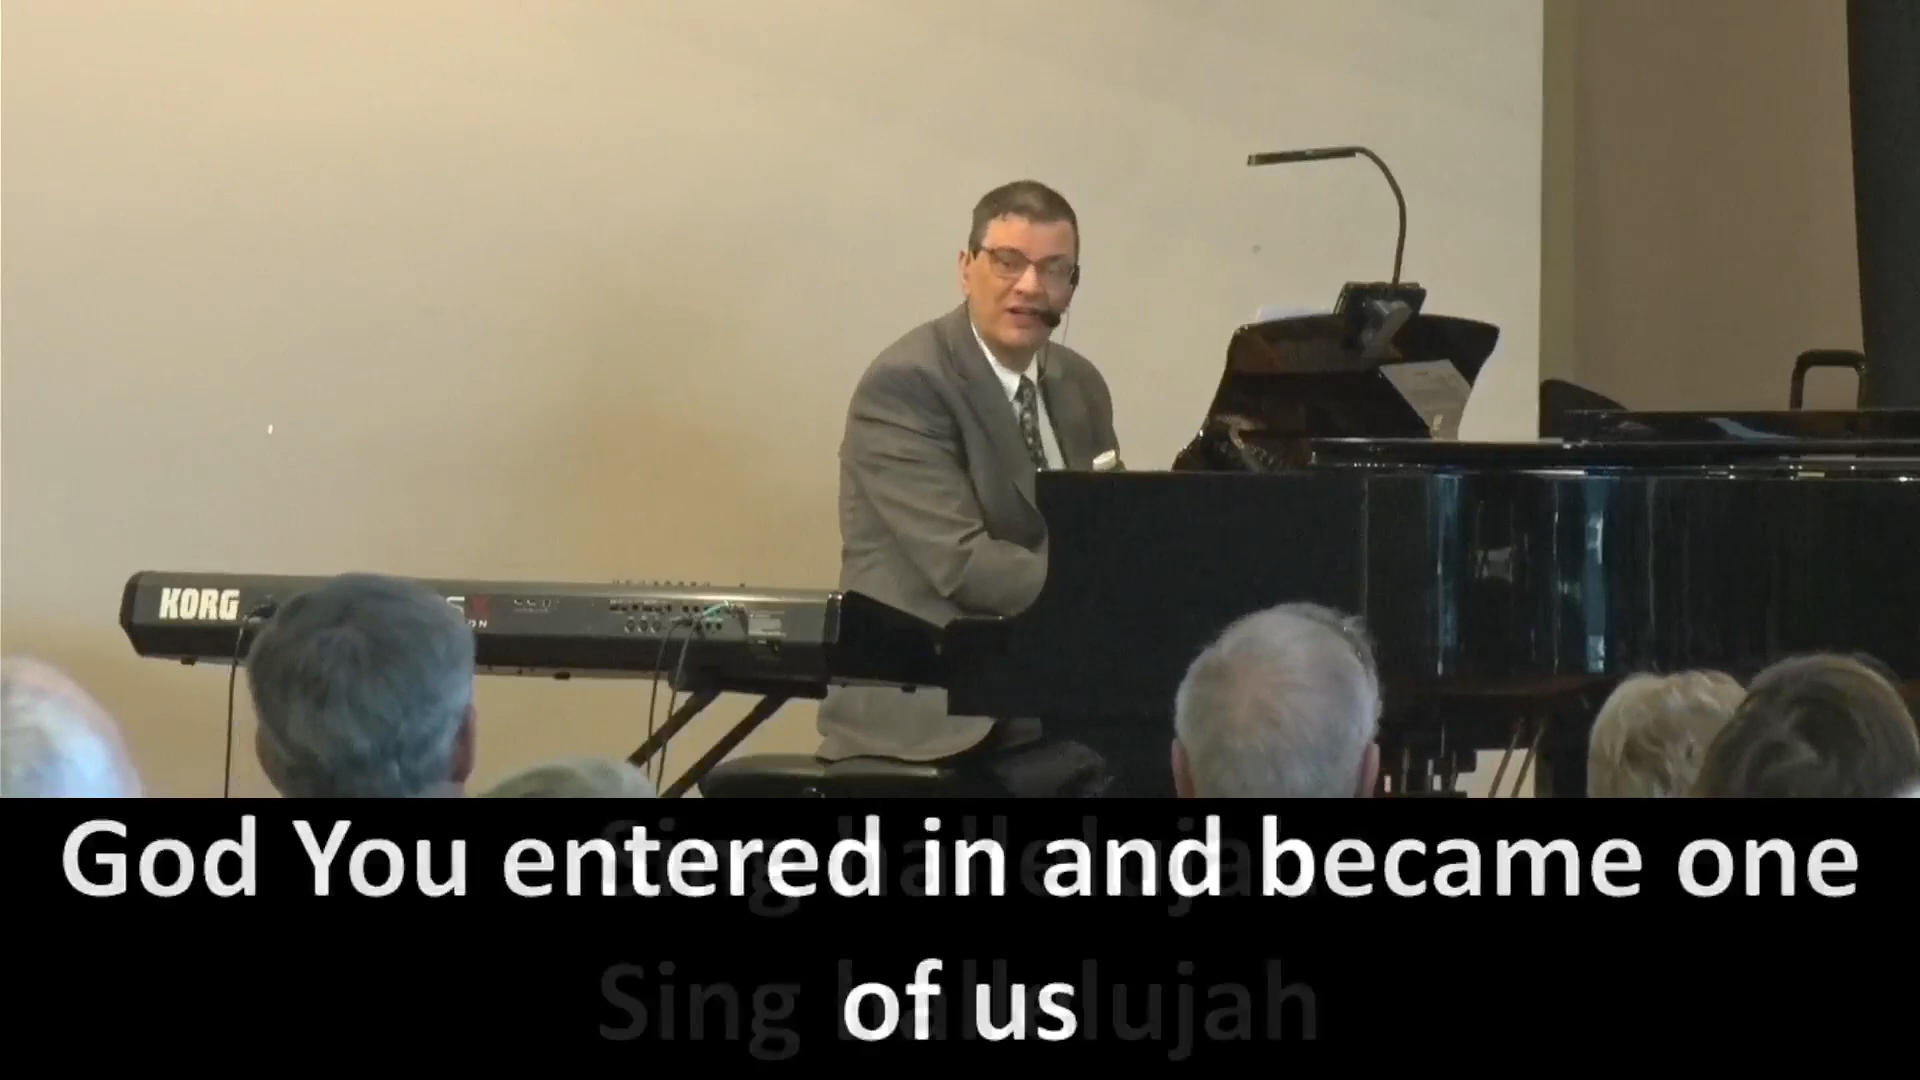 KORG
God You entered in and became one
of us
Sing hallelujah
Sing hallelujah